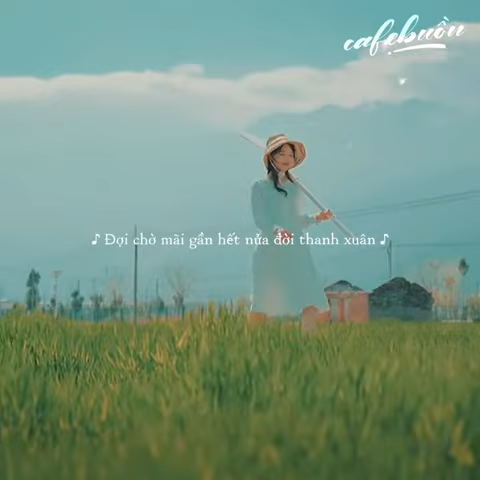 cafebuồn
♪ Đợi chờ mãi gần hết nửa đời thanh xuân ♪